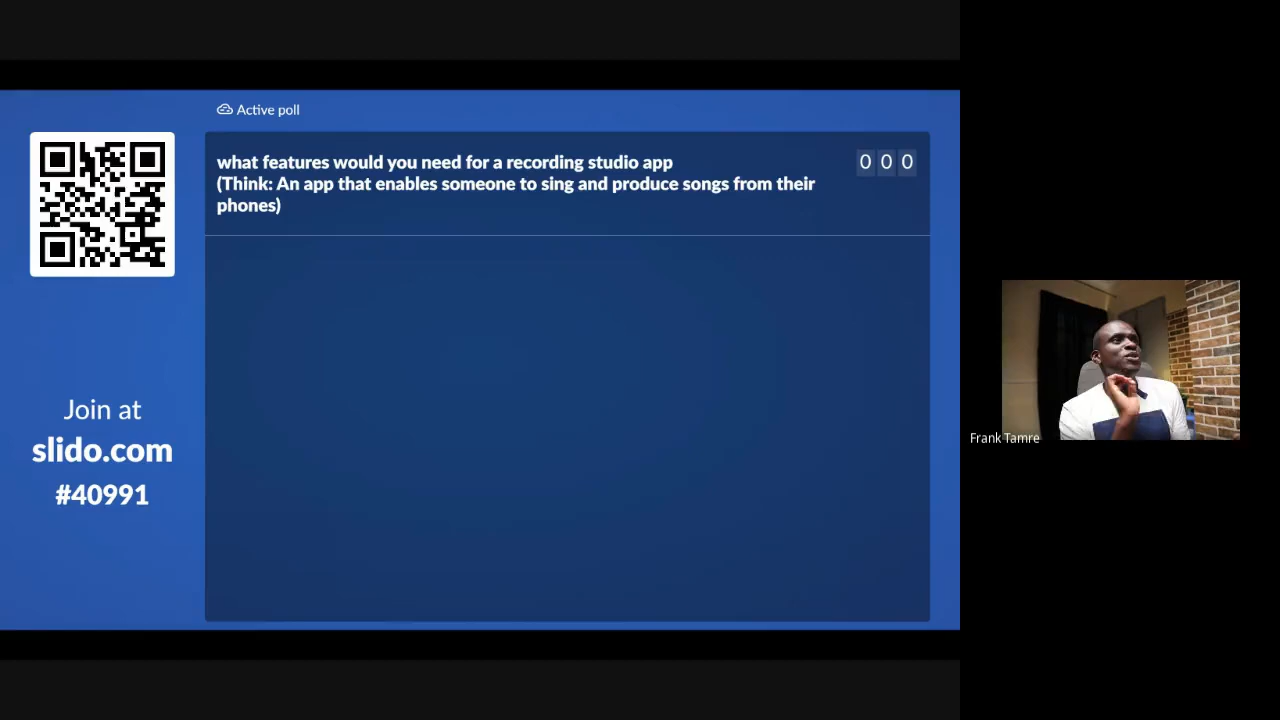 Active poll
what features would you need for a recording studio app
(Think: An app that enables someone to sing and produce songs from their
phones)
0 0 0
Join at
slido.com
#40991
Frank Tamre